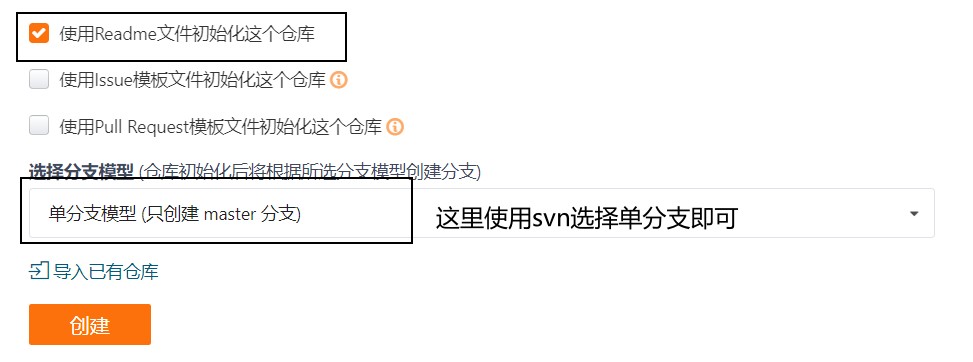 使用Readme文件初始化这个仓库
使用Issue模板文件初始化这个仓库
使用Pull Request模板文件初始化这个仓库
选择分支模型 (仓库初始化后将根据所选分支模型创建分支)
单分支模型 (只创建 master 分支) 这里使用svn选择单分支即可
导入已有仓库
创建